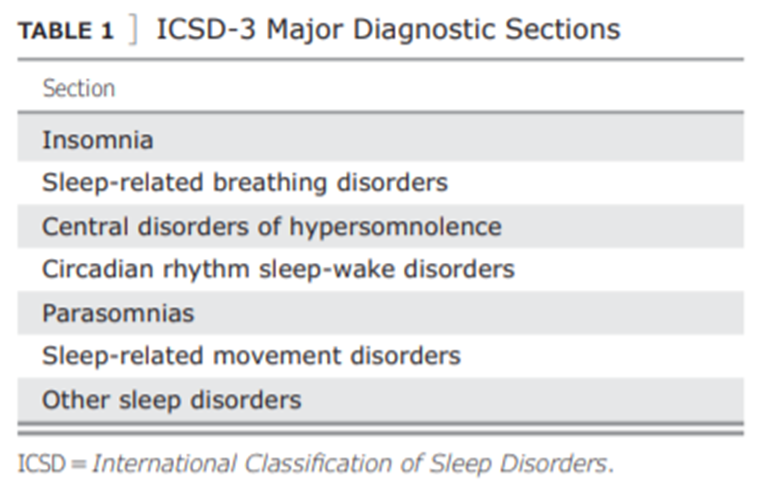 TABLE 1 ] ICSD-3 Major Diagnostic Sections
Section
Insomnia
Sleep-related breathing disorders
Central disorders of hypersomnolence
Circadian rhythm sleep-wake disorders
Parasomnias
Sleep-related movement disorders
Other sleep disorders
ICSD = International Classification of Sleep Disorders.